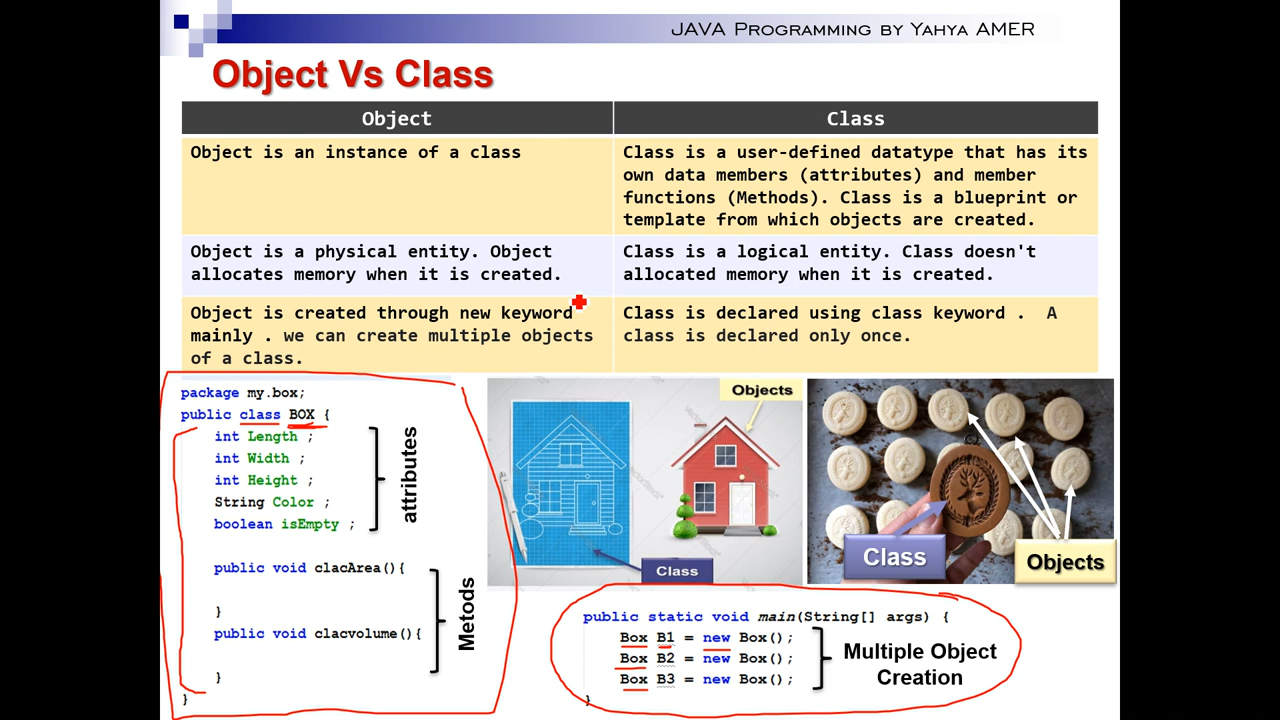 JAVA Programming by Yahya AMER
Object Vs Class
Object
Class
Object is an instance of a class
Class is a user-defined datatype that has its
own data members (attributes) and member
functions (Methods). Class is a blueprint or
template from which objects are created.
Object is a physical entity. Object
allocates memory when it is created.
Class is a logical entity. Class doesn't
allocated memory when it is created.
Object is created through new keyword
mainly . we can create multiple objects
of a class.
Class is declared using class keyword . A
class is declared only once.
package my.box;
public class BOX {
int Length ;
int Width ;
int Height ;
String Color ;
boolean isEmpty ;
attributes
public void clacArea(){
}
public void clacvolume(){
}
}
Metods
Objects
Class
Class
Objects
public static void main(String[] args) {
Box B1 = new Box();
Box B2 = new Box();
Box B3 = new Box();
}
Multiple Object
Creation